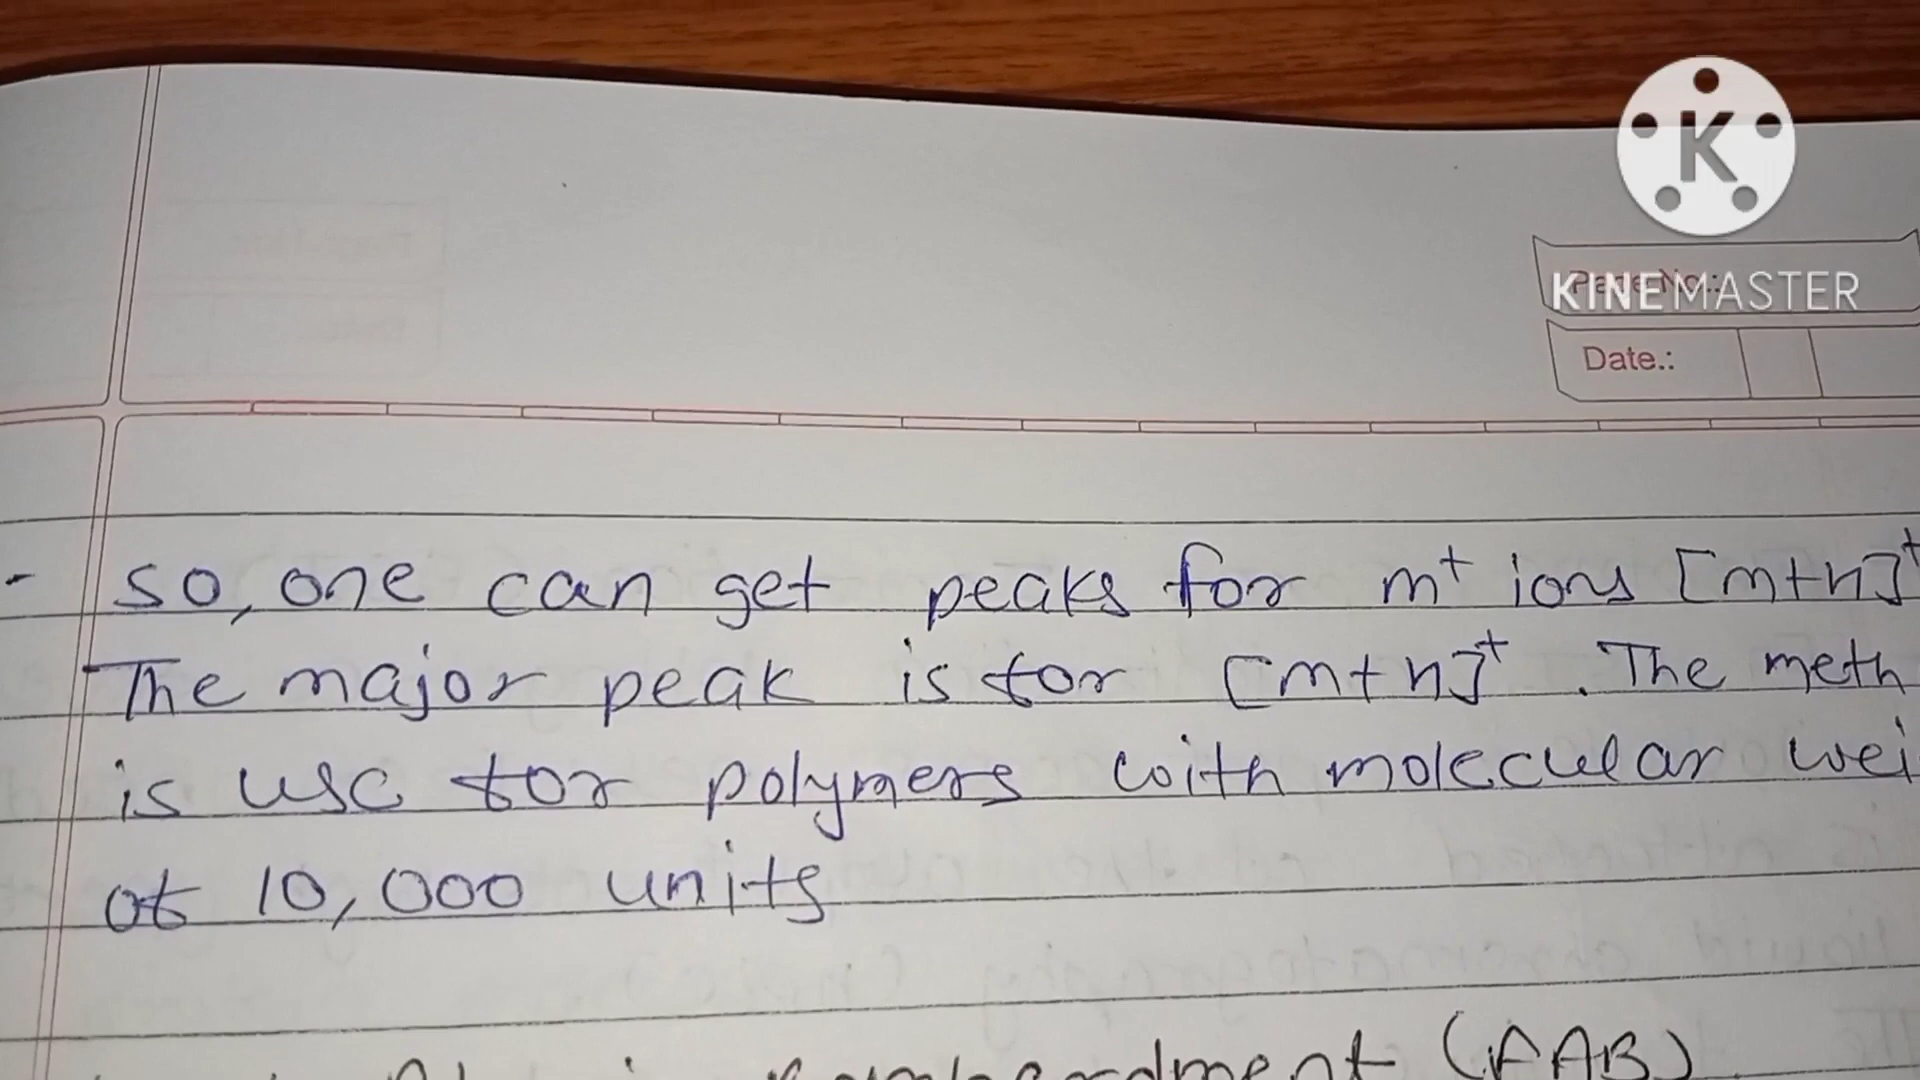 K
KINEMASTER
Page No.:
Date.:
- so, one can get peaks for m+ ions [m+n]+
The major peak is for [m+n]+. The meth
is use for polymers with molecular wei
of 10,000 units
(FAB)